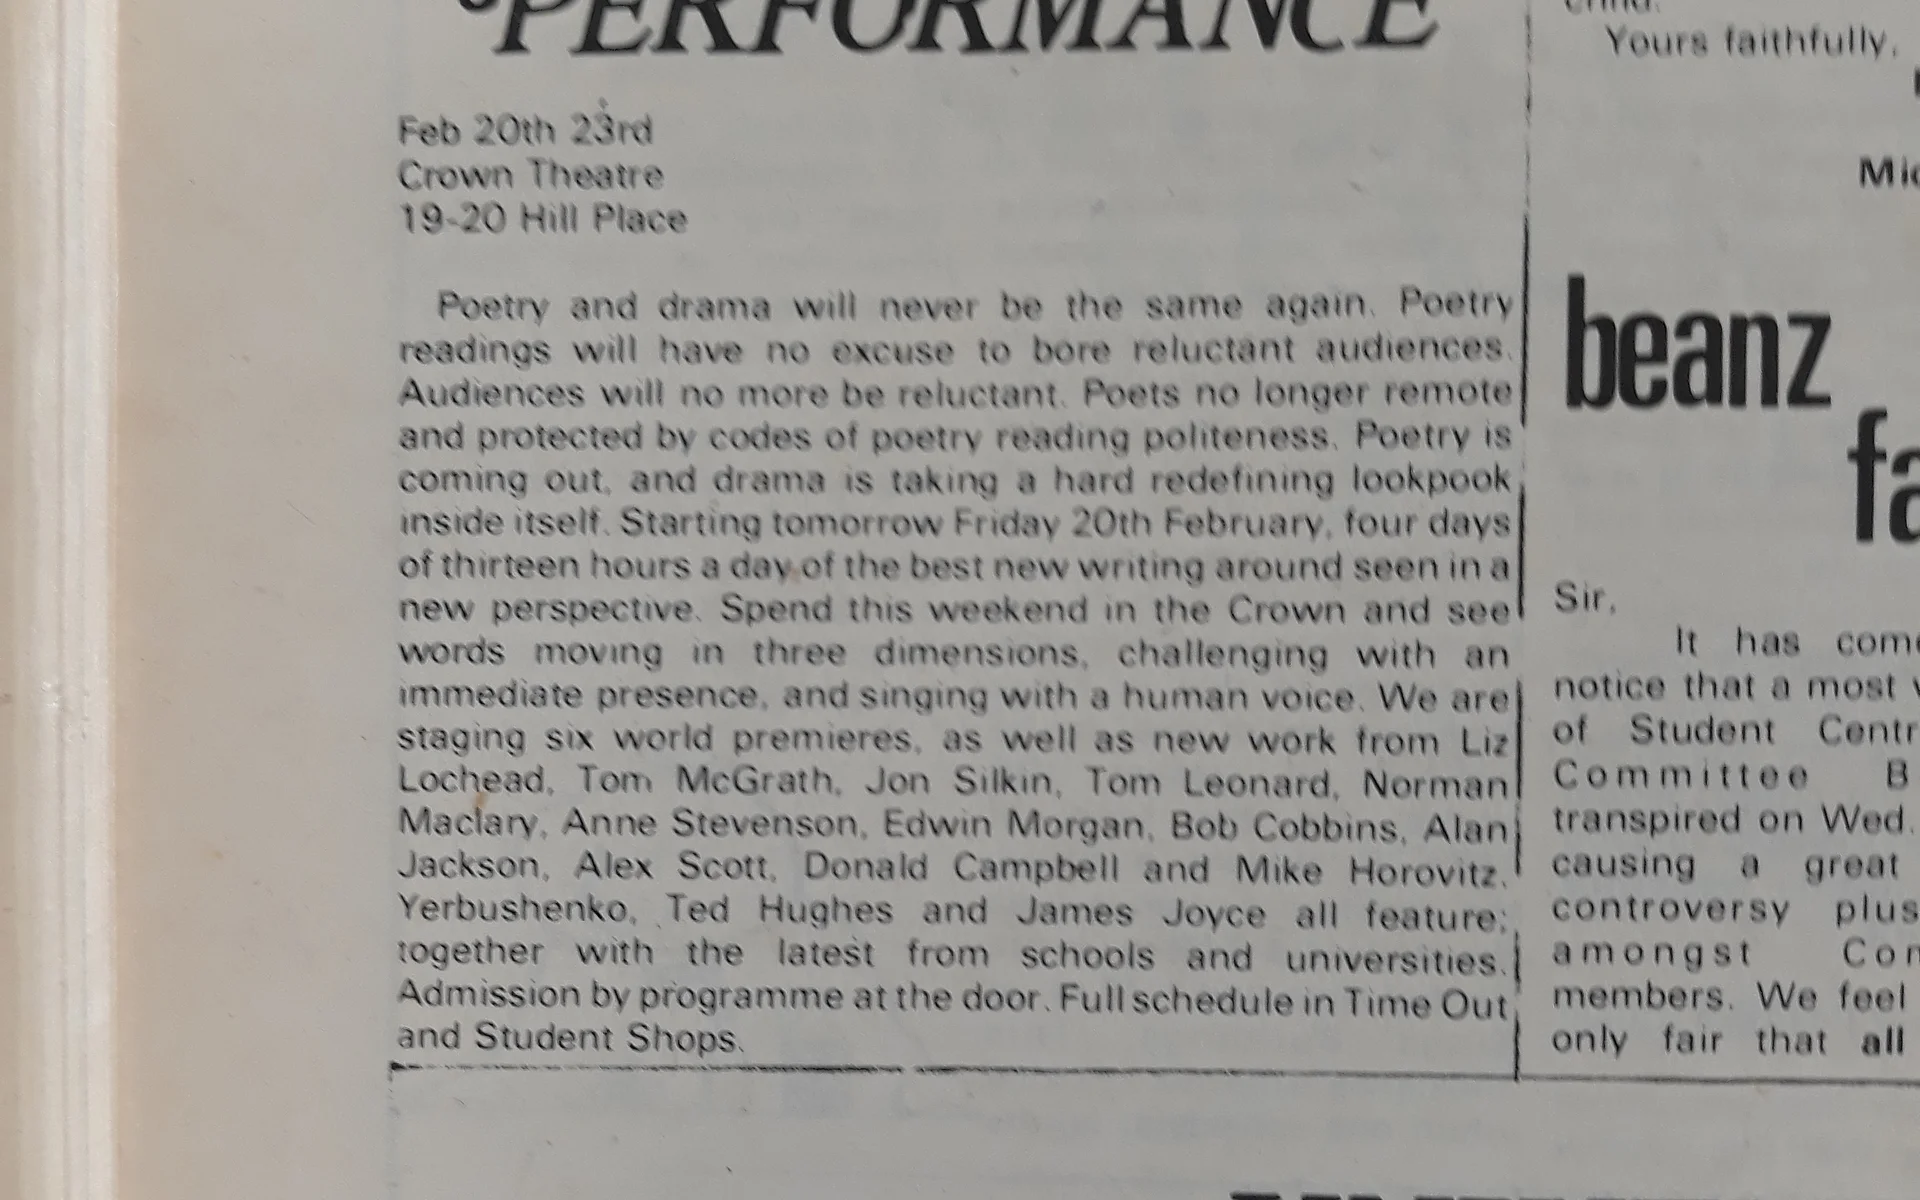 PERFORMANCE
Feb 20th 23rd
Crown Theatre
19-20 Hill Place
Poetry and drama will never be the same again. Poetry
readings will have no excuse to bore reluctant audiences.
Audiences will no more be reluctant. Poets no longer remote
and protected by codes of poetry reading politeness. Poetry is
coming out, and drama is taking a hard redefining lookpook
inside itself. Starting tomorrow Friday 20th February, four days
of thirteen hours a day of the best new writing around seen in a
new perspective. Spend this weekend in the Crown and see
words moving in three dimensions, challenging with an
immediate presence, and singing with a human voice. We are
staging six world premieres, as well as new work from Liz
Lochead, Tom McGrath, Jon Silkin, Tom Leonard, Norman
Maclary, Anne Stevenson, Edwin Morgan, Bob Cobbins, Alan
Jackson, Alex Scott, Donald Campbell and Mike Horovitz.
Yerbushenko, Ted Hughes and James Joyce all feature;
together with the latest from schools and universities.
Admission by programme at the door. Full schedule in Time Out
and Student Shops.
Yours faithfully,
Mic
beanz
fa
Sir,
It has come
notice that a most
of Student Centr
Committee B
transpired on Wed.
causing a great
controversy plus
amongst Con
members. We feel
only fair that all